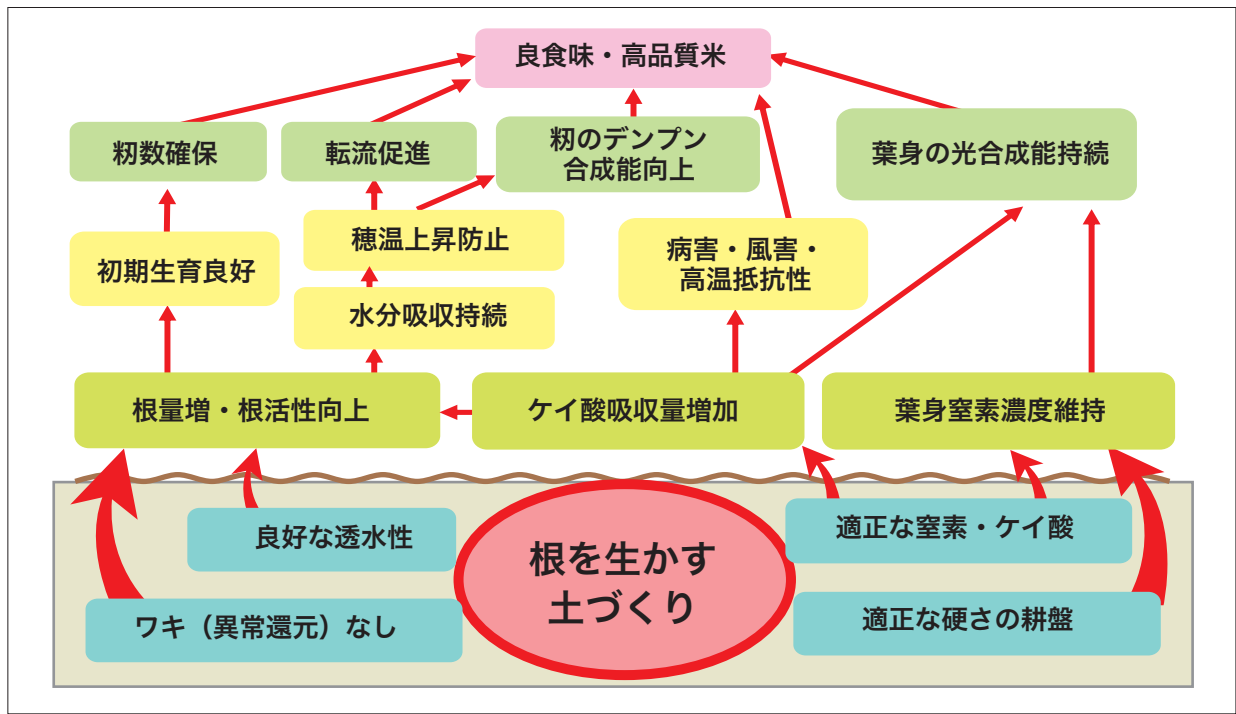 良食味・高品質米
籾数確保
転流促進
籾のデンプン
合成能向上
葉身の光合成能持続
初期生育良好
穂温上昇防止
水分吸収持続
病害・風害・
高温抵抗性
根量増・根活性向上
ケイ酸吸収量増加
葉身窒素濃度維持
良好な透水性
ワキ（異常還元）なし
根を生かす
土づくり
適正な窒素・ケイ酸
適正な硬さの耕盤